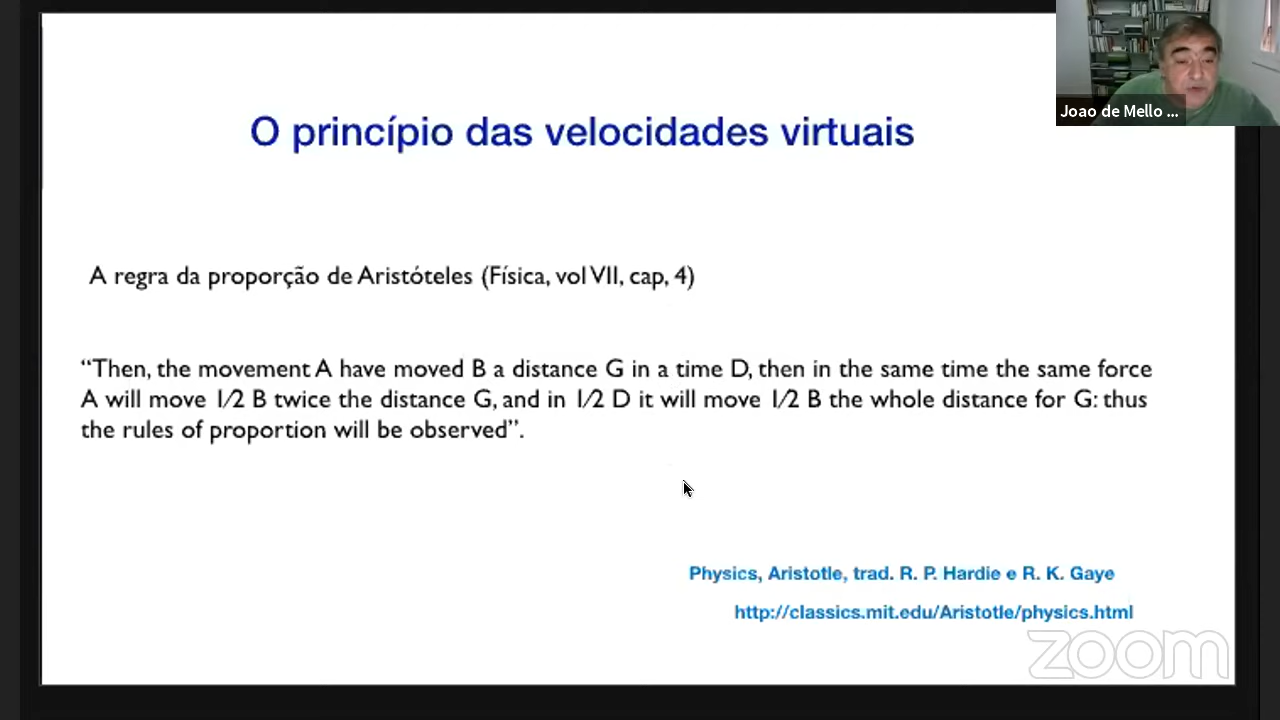 O princípio das velocidades virtuais
Joao de Mello ...
A regra da proporção de Aristóteles (Física, vol VII, cap, 4)
“Then, the movement A have moved B a distance G in a time D, then in the same time the same force
A will move 1/2 B twice the distance G, and in 1/2 D it will move 1/2 B the whole distance for G: thus
the rules of proportion will be observed”.
Physics, Aristotle, trad. R. P. Hardie e R. K. Gaye
http://classics.mit.edu/Aristotle/physics.html
zoom